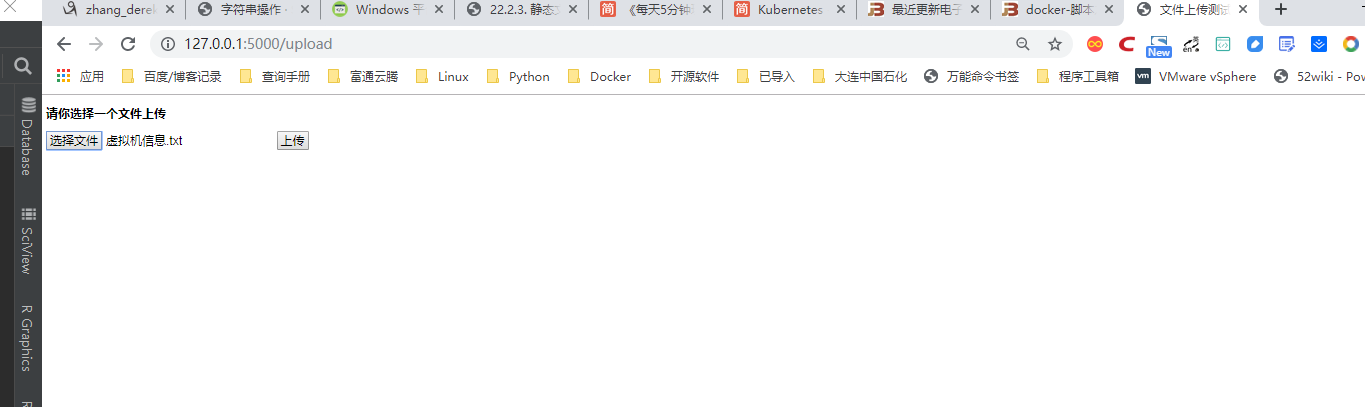 zhang_derek
字符串操作 ·
Windows 平
22.2.3. 静态文
《每天5分钟
Kubernetes
最近更新电子
docker-脚本
文件上传测试
127.0.0.1:5000/upload
New
应用
百度/博客记录
查询手册
富通云腾
Linux
Python
Docker
开源软件
已导入
大连中国石化
万能命令书签
程序工具箱
vm
VMware vSphere
52wiki - Pow
请你选择一个文件上传
选择文件 虚拟机信息.txt 上传
Database
SciView
R Graphics